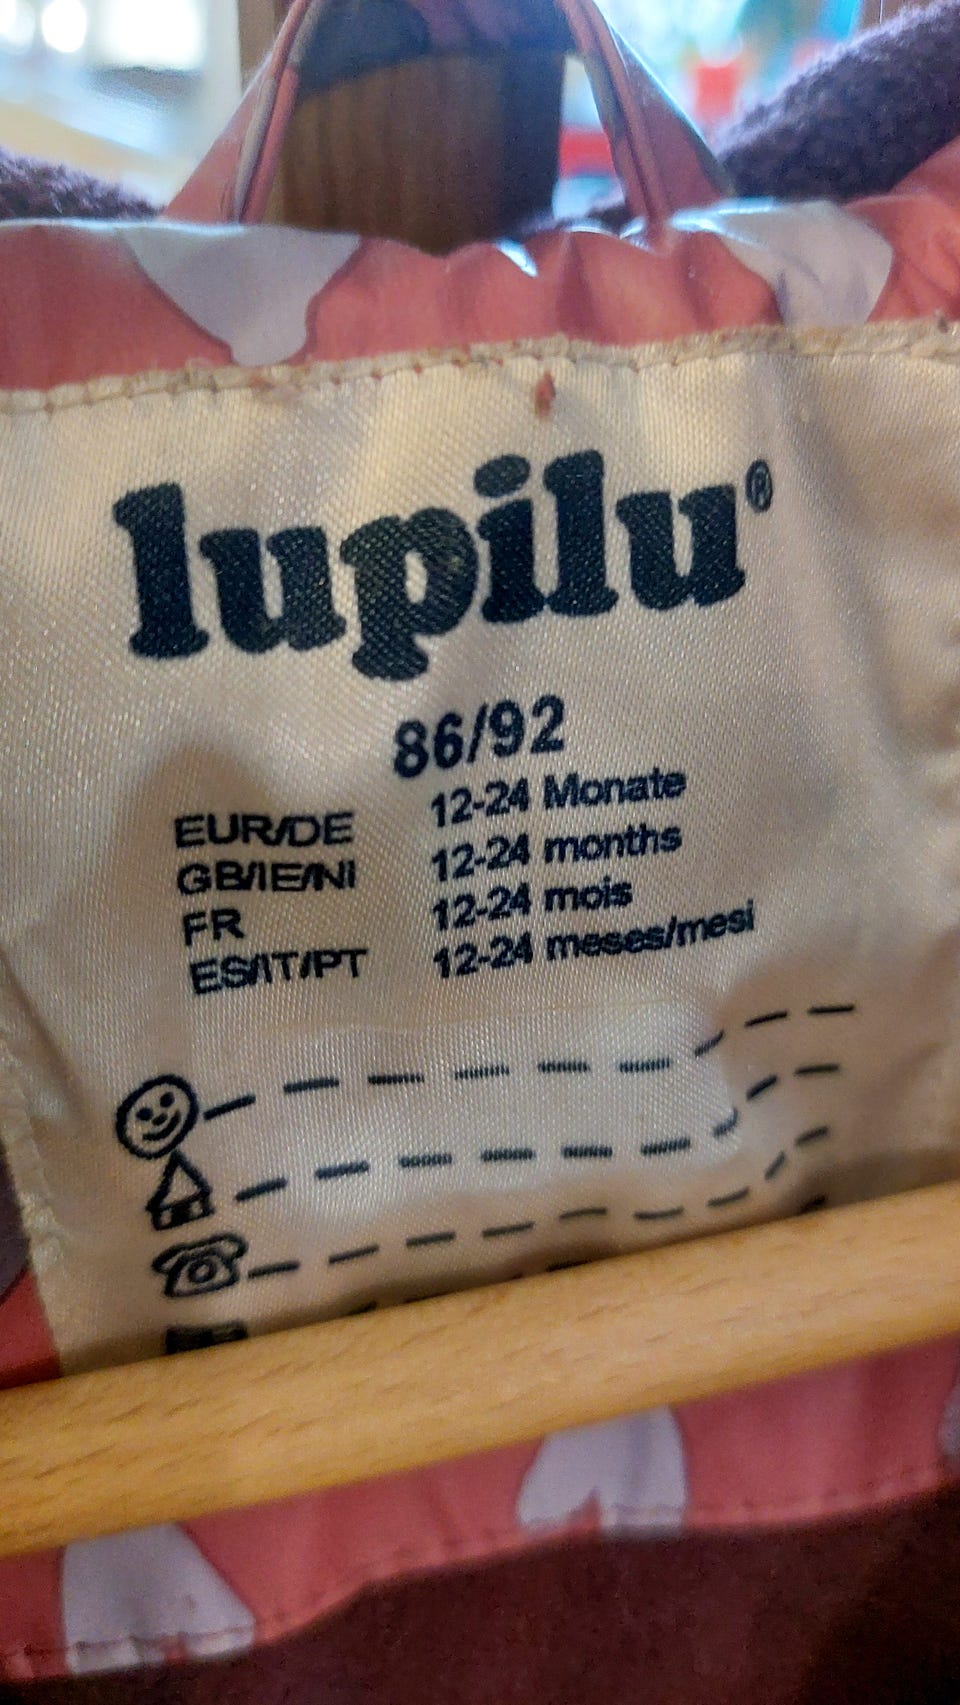 lupilu®
86/92
EUR/DE 12-24 Monate
GB/IE/NI 12-24 months
FR 12-24 mois
ES/IT/PT 12-24 meses/mesi